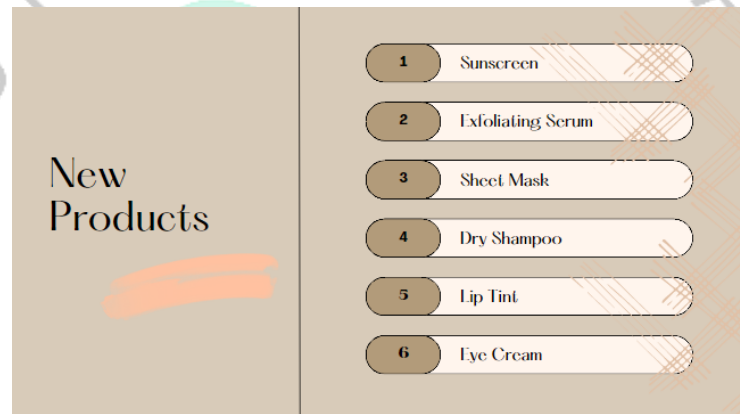 New
Products
1 Sunscreen
2 Exfoliating Serum
3 Sheet Mask
4 Dry Shampoo
5 Lip Tint
6 Eye Cream